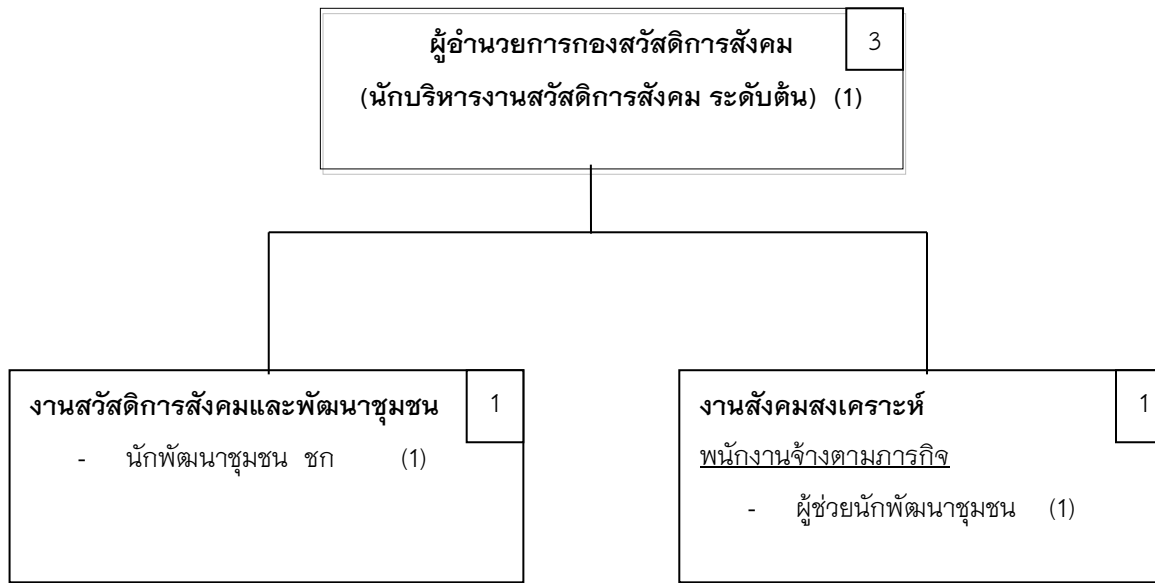 ผู้อำนวยการกองสวัสดิการสังคม
3
(นักบริหารงานสวัสดิการสังคม ระดับต้น) (1)
งานสวัสดิการสังคมและพัฒนาชุมชน
1
- นักพัฒนาชุมชน ชก (1)
งานสังคมสงเคราะห์
1
พนักงานจ้างตามภารกิจ
- ผู้ช่วยนักพัฒนาชุมชน (1)